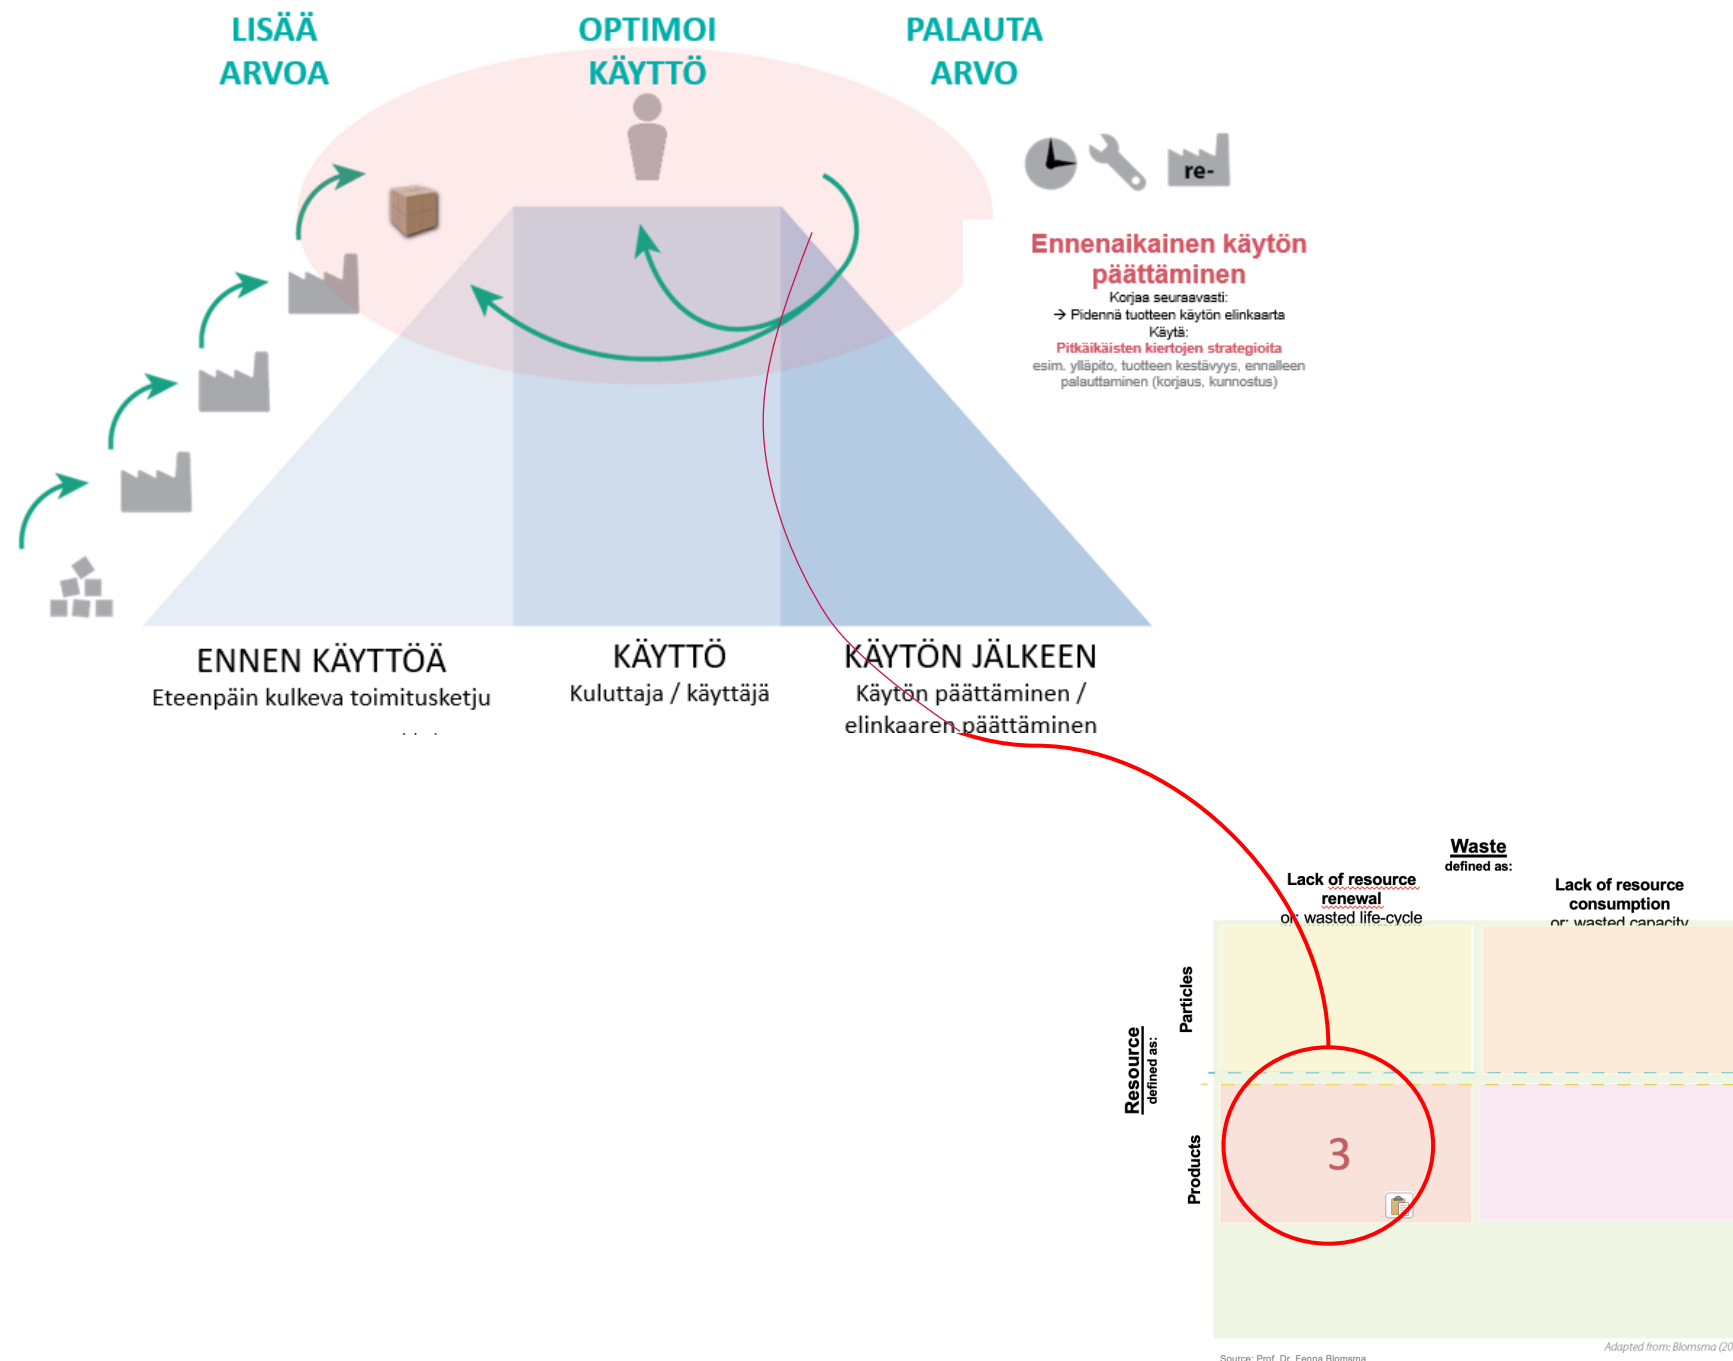 LISÄÄ
ARVOA
OPTIMOI
KÄYTTÖ
PALAUTA
ARVO
re-
Ennenaikainen käytön
päättäminen
Korjaa seuraavasti:
→ Pidennä tuotteen käytön elinkaarta
Käytä:
Pitkäikäisten kiertojen strategioita
esim. ylläpito, tuotteen kestävyys, ennalleen
palauttaminen (korjaus, kunnostus)
ENNEN KÄYTTÖÄ
Eteenpäin kulkeva toimitusketju
KÄYTTÖ
Kuluttaja / käyttäjä
KÄYTÖN JÄLKEEN
Käytön päättäminen /
elinkaaren päättäminen
Waste
defined as:
Lack of resource
renewal
or: wasted life-cycle
Lack of resource
consumption
or: wasted capacity
Resource
defined as:
Particles
Products
3
Adapted from: Blomsma (20
Source: Prof. Dr. Fenna Blomsma